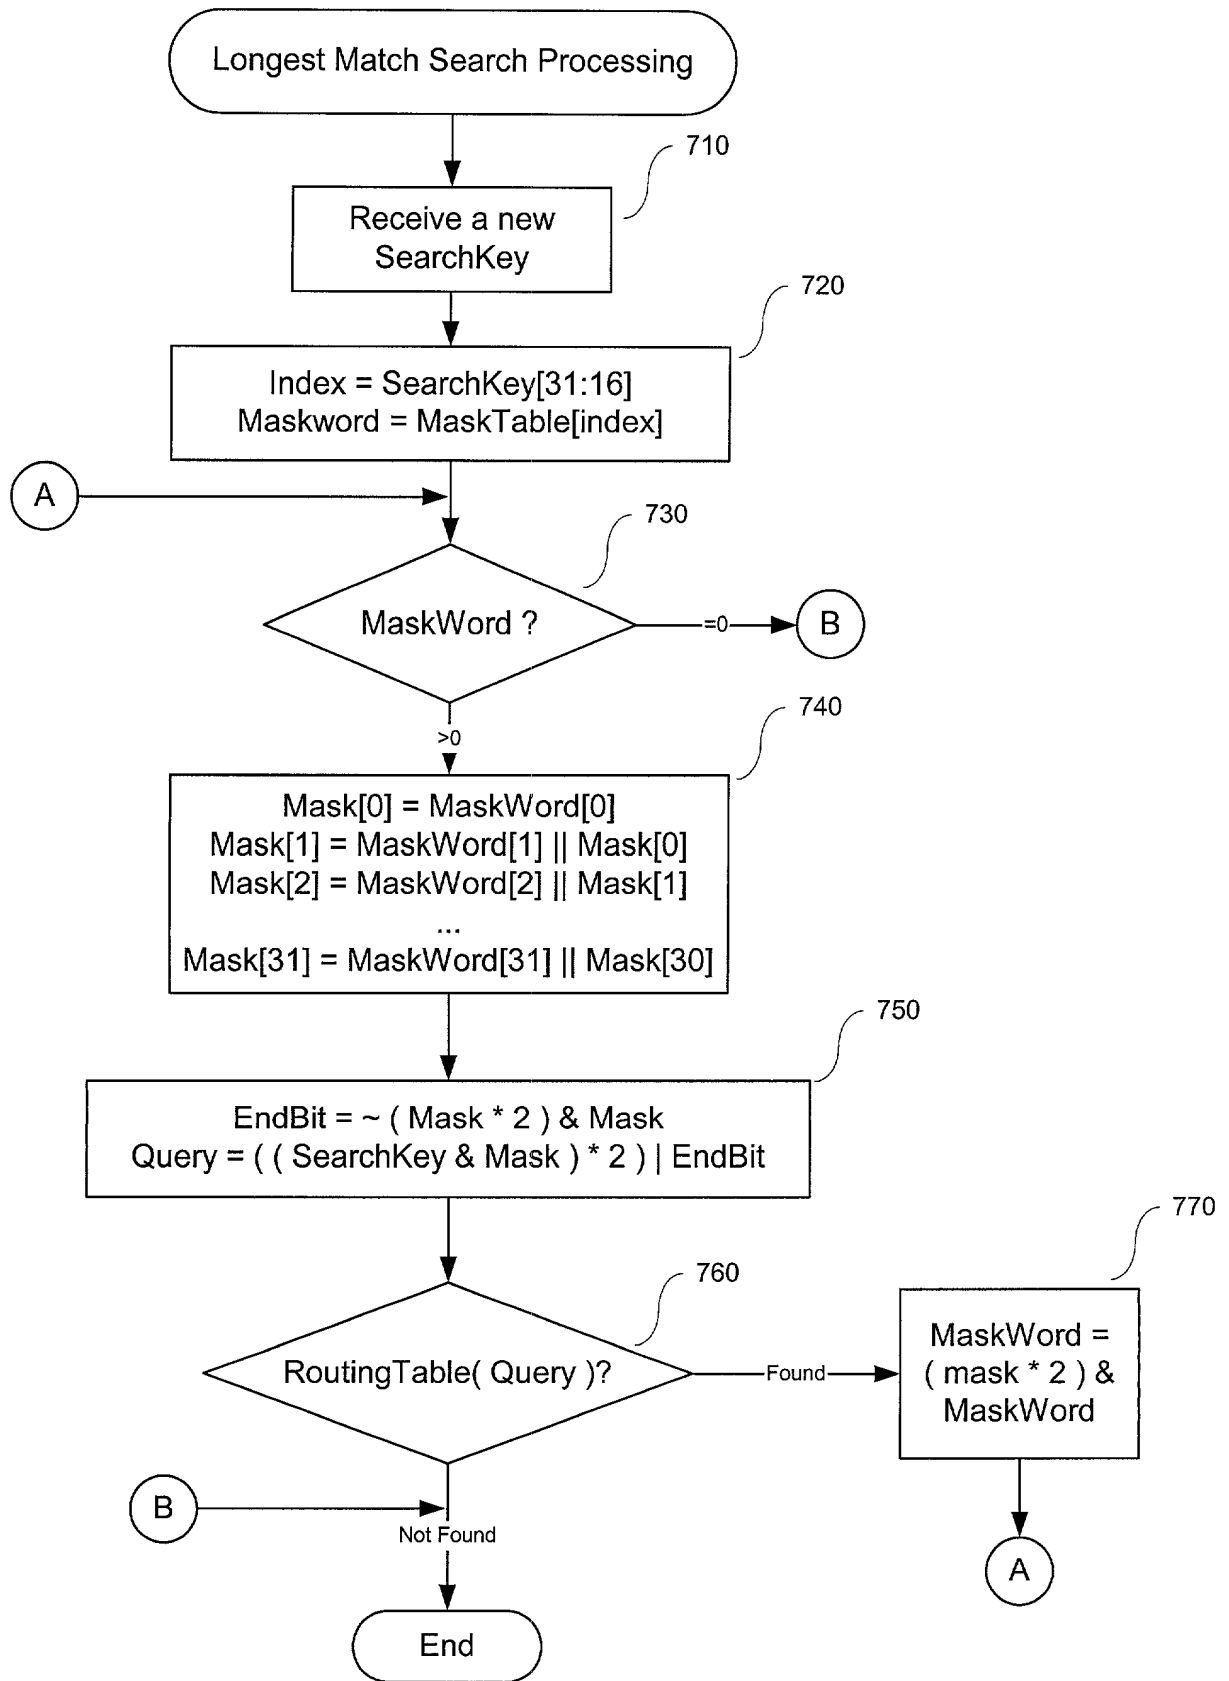 Longest Match Search Processing
710
Receive a new
SearchKey
720
Index = SearchKey[31:16]
Maskword = MaskTable[index]
A
730
MaskWord ?
=0
B
>0
740
Mask[0] = MaskWord[0]
Mask[1] = MaskWord[1] || Mask[0]
Mask[2] = MaskWord[2] || Mask[1]
...
Mask[31] = MaskWord[31] || Mask[30]
750
EndBit = ~ ( Mask * 2 ) & Mask
Query = ( ( SearchKey & Mask ) * 2 ) | EndBit
760
RoutingTable( Query )?
Found
770
MaskWord =
( mask * 2 ) &
MaskWord
B
Not Found
A
End